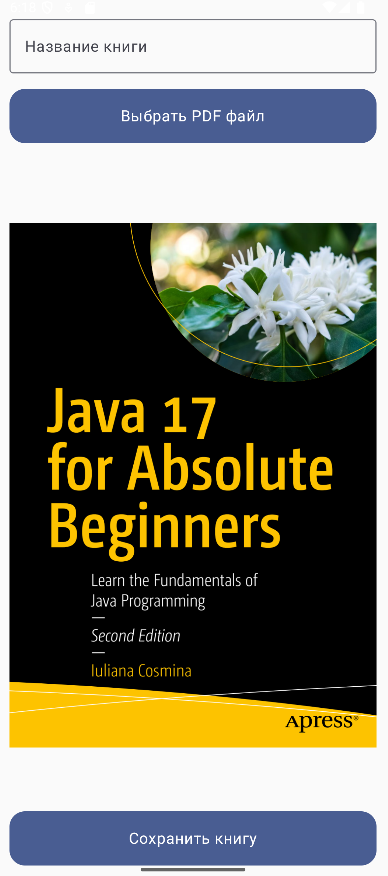 Название книги
Выбрать PDF файл
Java 17
for Absolute
Beginners
Learn the Fundamentals of
Java Programming
—
Second Edition
—
Iuliana Cosmina
Apress®
Сохранить книгу